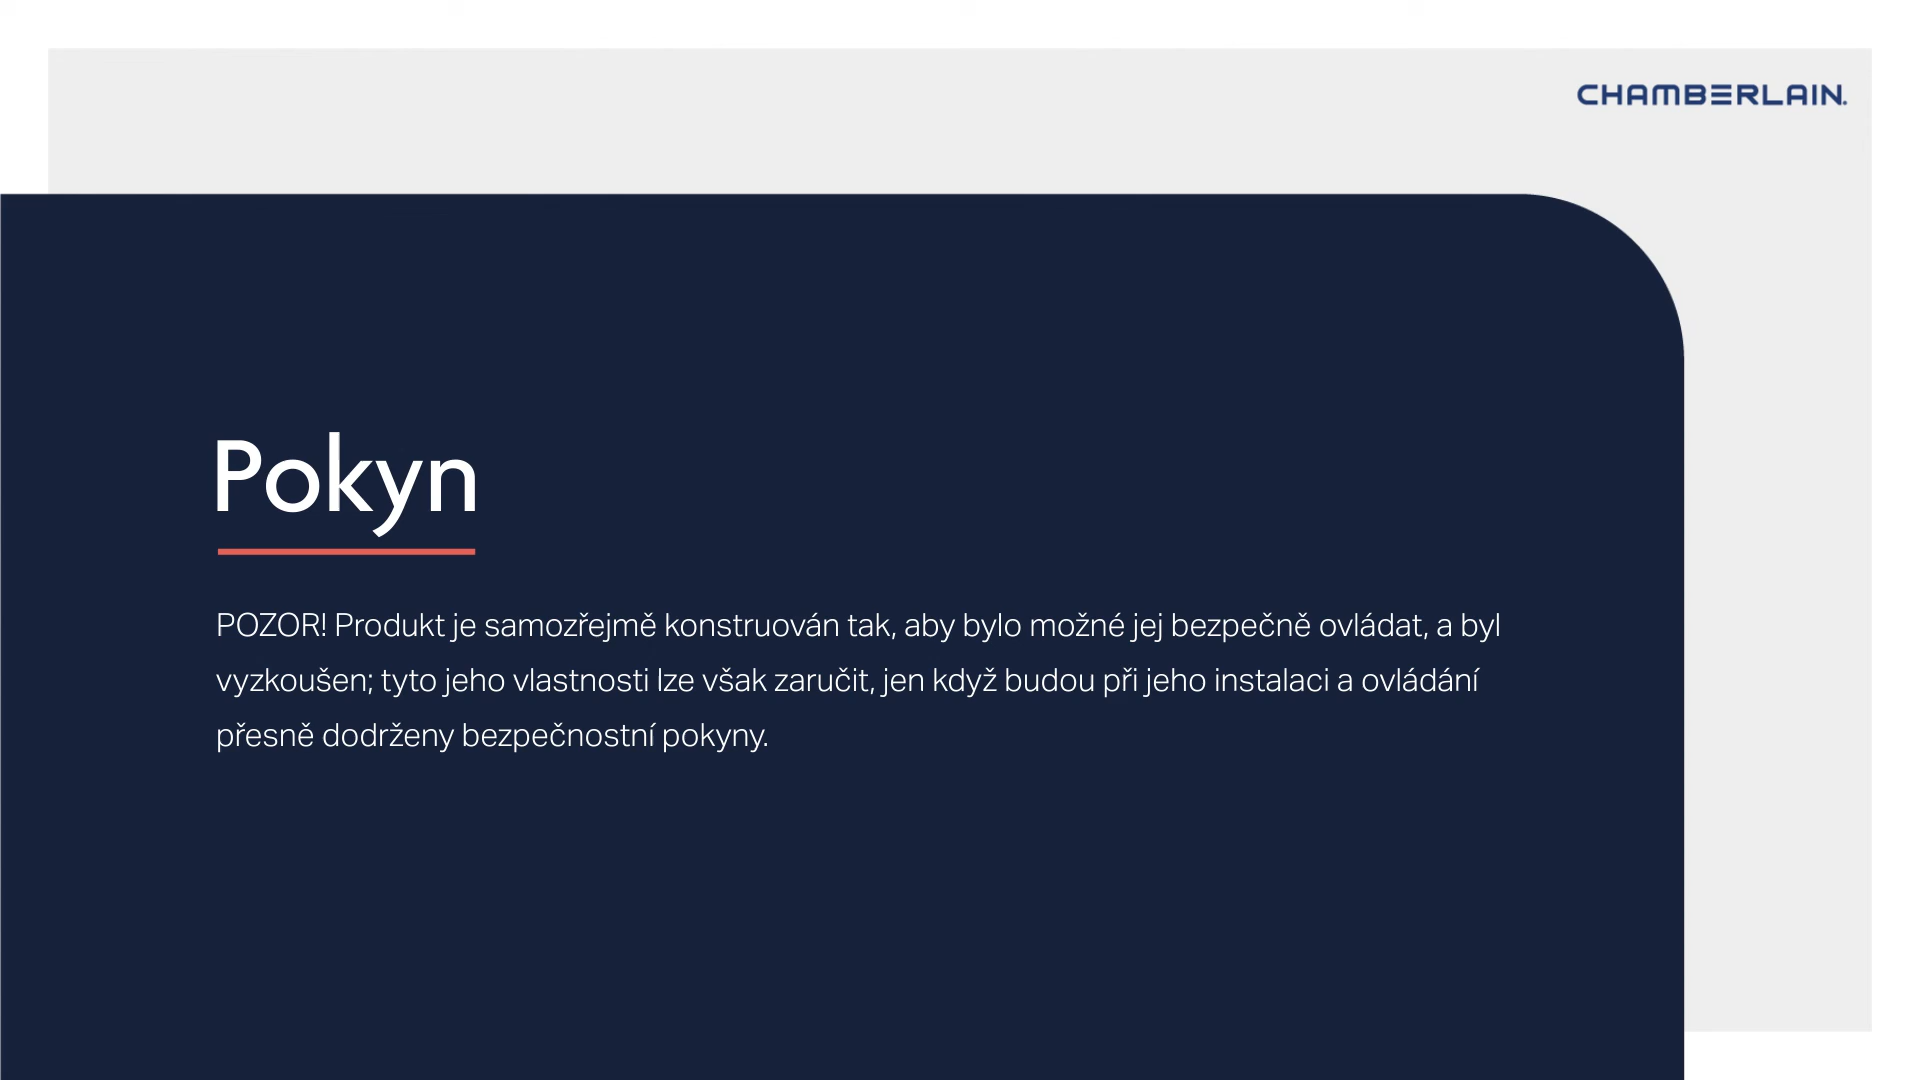 CHAMBERLAIN.
Pokyn
POZOR! Produkt je samozřejmě konstruován tak, aby bylo možné jej bezpečně ovládat, a byl
vyzkoušen; tyto jeho vlastnosti lze však zaručit, jen když budou při jeho instalaci a ovládání
přesně dodrženy bezpečnostní pokyny.